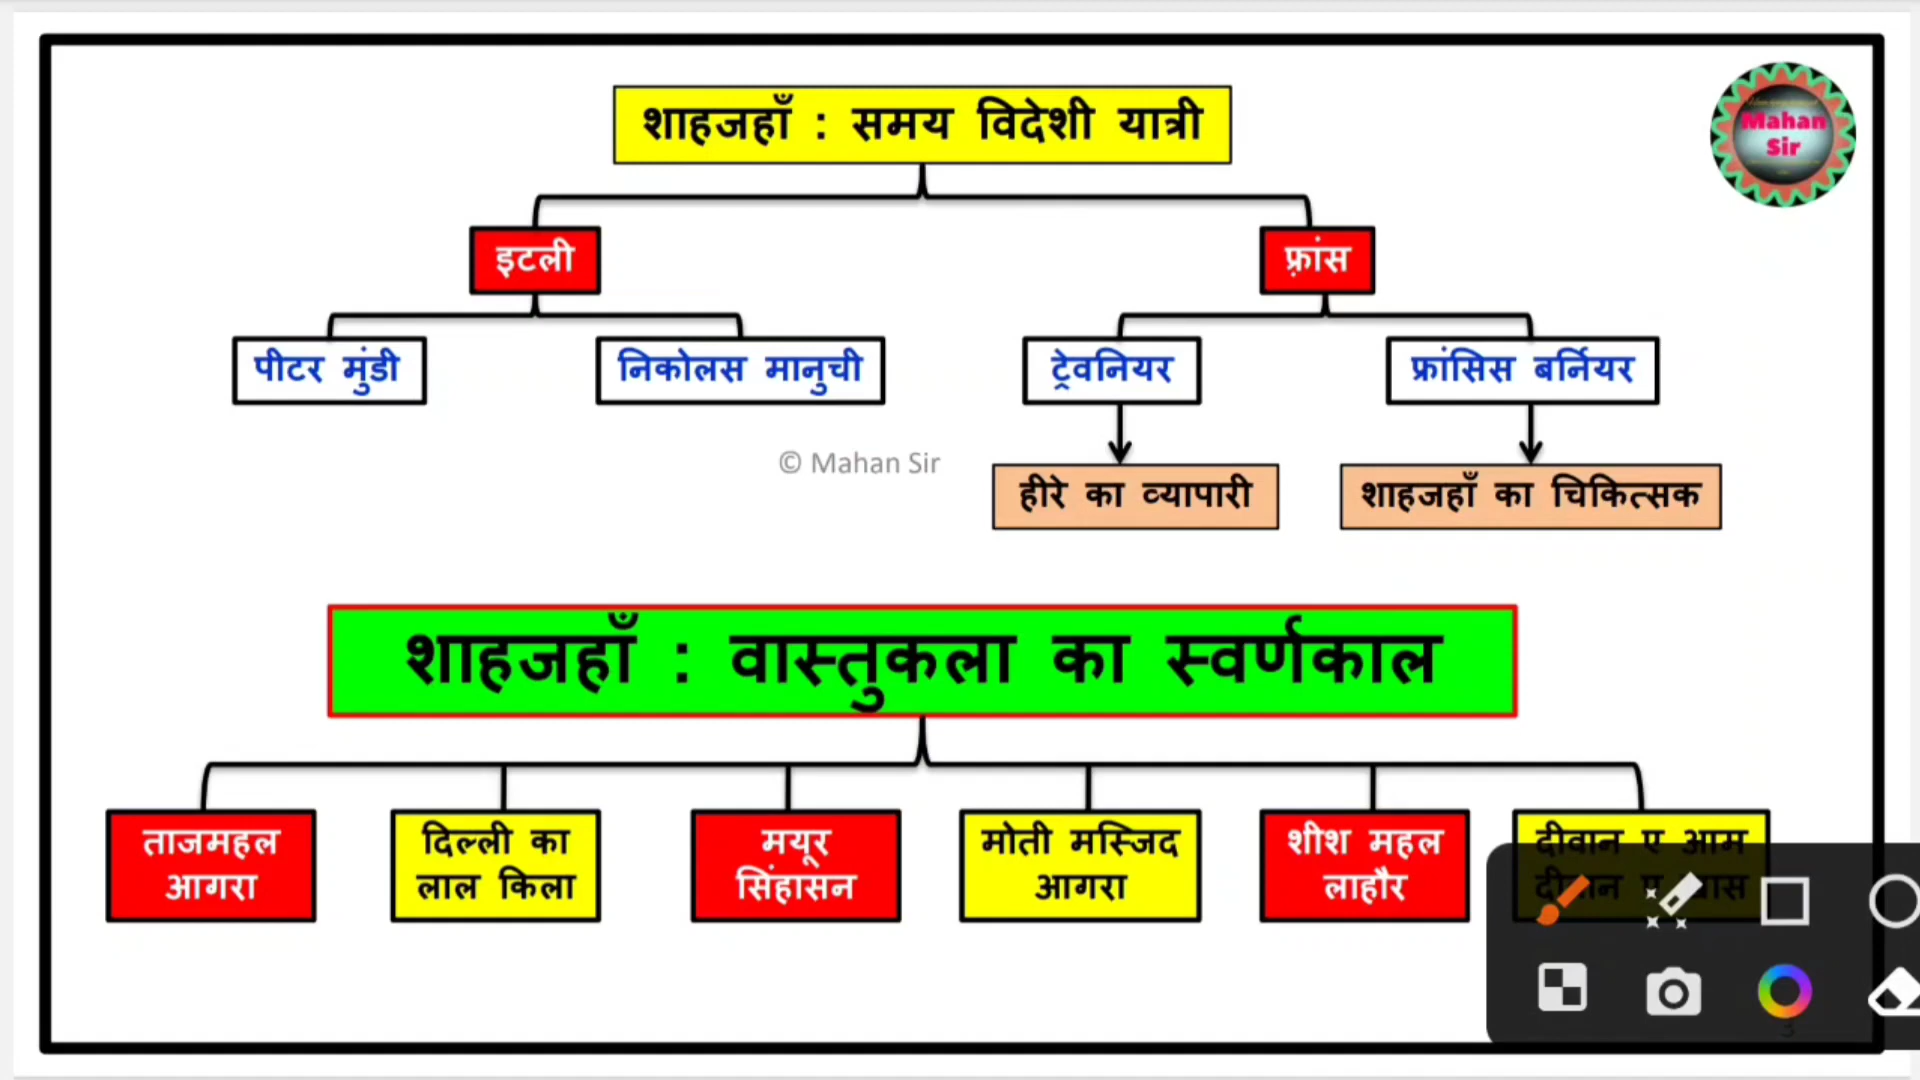 शाहजहाँ : समय विदेशी यात्री
Mahan
Sir
इटली
फ़्रांस
पीटर मुंडी
निकोलस मानुची
ट्रेवनियर
फ्रांसिस बर्नियर
© Mahan Sir
हीरे का व्यापारी
शाहजहाँ का चिकित्सक
शाहजहाँ : वास्तुकला का स्वर्णकाल
ताजमहल
आगरा
दिल्ली का
लाल किला
मयूर
सिंहासन
मोती मस्जिद
आगरा
शीश महल
लाहौर
दीवान ए आम
3